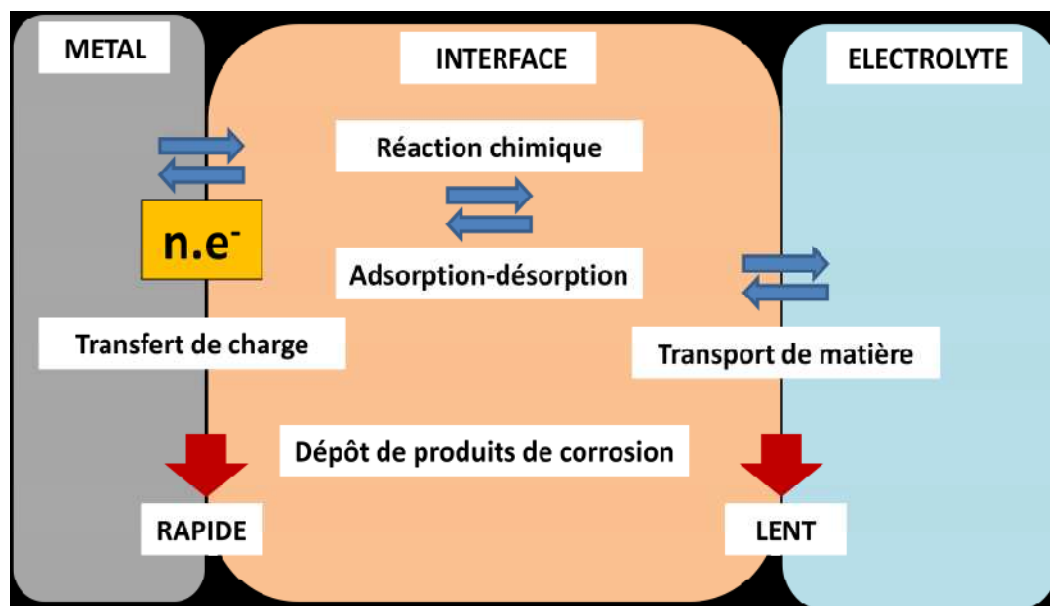 METAL
INTERFACE
ELECTROLYTE
Réaction chimique
n.e-
Adsorption-désorption
Transfert de charge
Transport de matière
Dépôt de produits de corrosion
RAPIDE
LENT